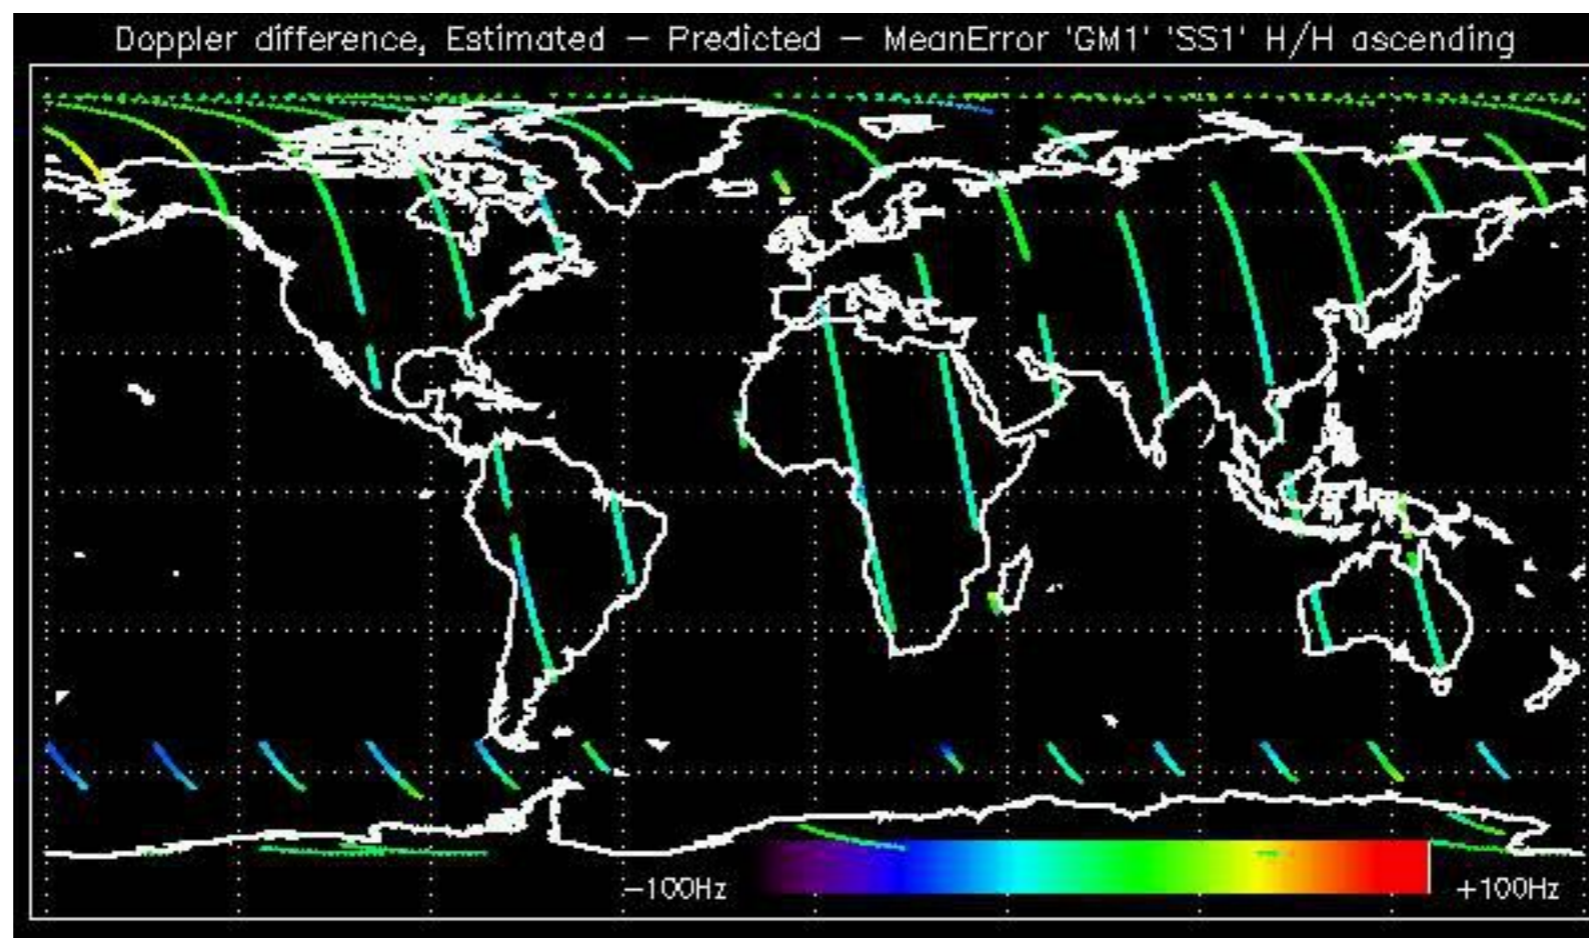 Doppler difference, Estimated – Predicted – MeanError 'GM1' 'SS1' H/H ascending
–100Hz
+100Hz